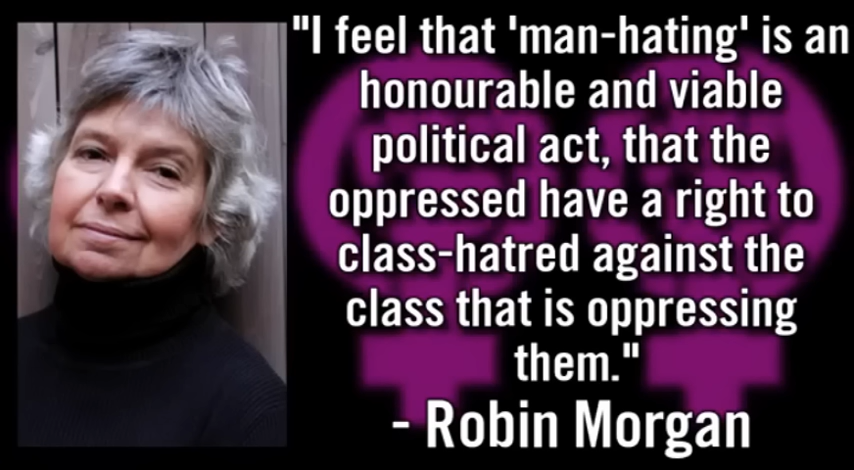 "I feel that 'man-hating' is an
honourable and viable
political act, that the
oppressed have a right to
class-hatred against the
class that is oppressing
them."
- Robin Morgan